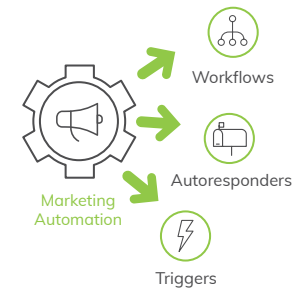 Workflows
Autoresponders
Marketing
Automation
Triggers